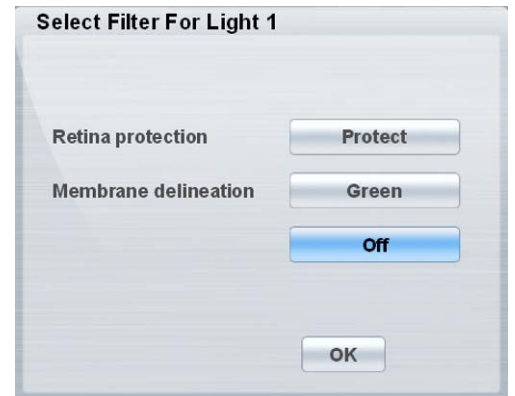 Select Filter For Light 1
Retina protection Protect
Membrane delineation Green
Off
OK